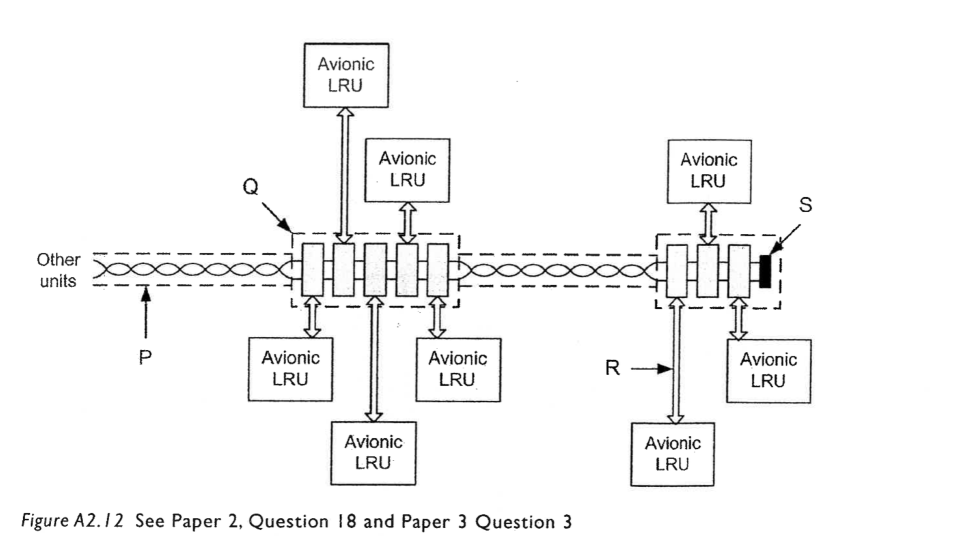 Avionic
LRU
Avionic
LRU
Avionic
LRU
Q
S
Other
units
P
R
Avionic
LRU
Avionic
LRU
Avionic
LRU
Avionic
LRU
Avionic
LRU
Figure A2.12 See Paper 2, Question 18 and Paper 3 Question 3